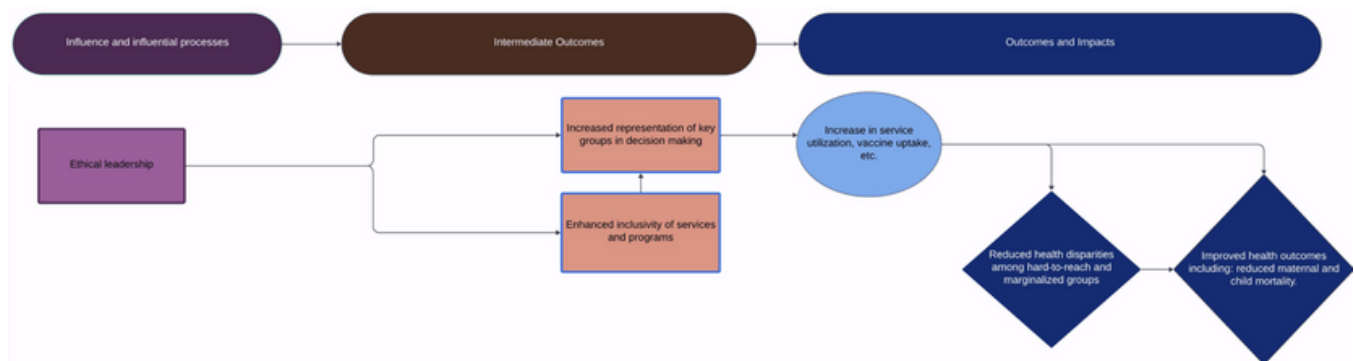 Influence and influential processes
Intermediate Outcomes
Outcomes and Impacts
Ethical leadership
Increased representation of key
groups in decision making
Enhanced inclusivity of services
and programs
Increase in service
utilization, vaccine uptake,
etc.
Reduced health disparities
among hard-to-reach and
marginalized groups
Improved health outcomes
including: reduced maternal and
child mortality.